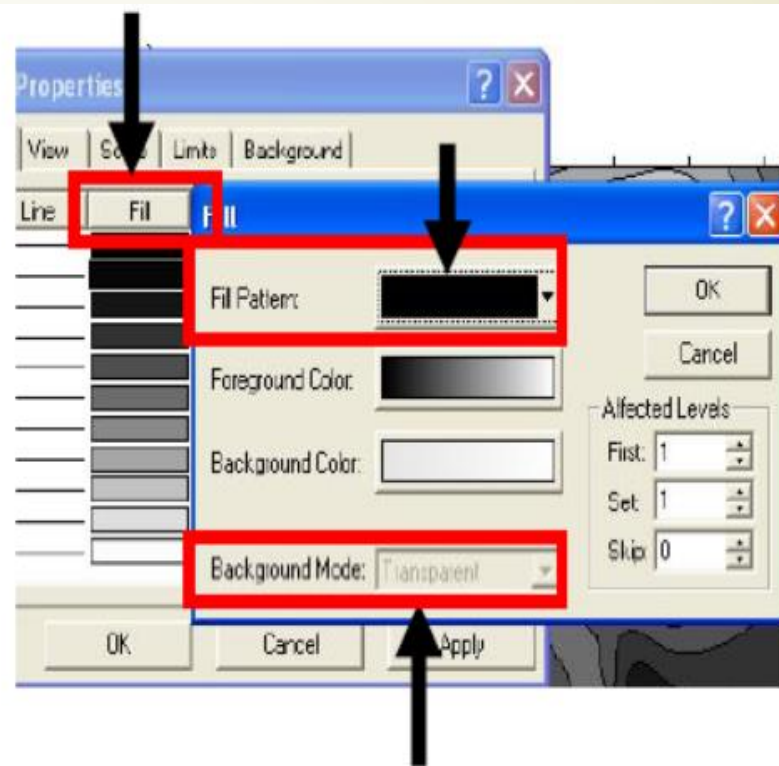 Properties
View Limits Background
Line Fill
Fill
Fill Pattern:
OK
Foreground Color:
Cancel
Affected Levels
Background Color:
First: 1
Set: 1
Background Mode: Transparent
Skip: 0
OK Cancel Apply